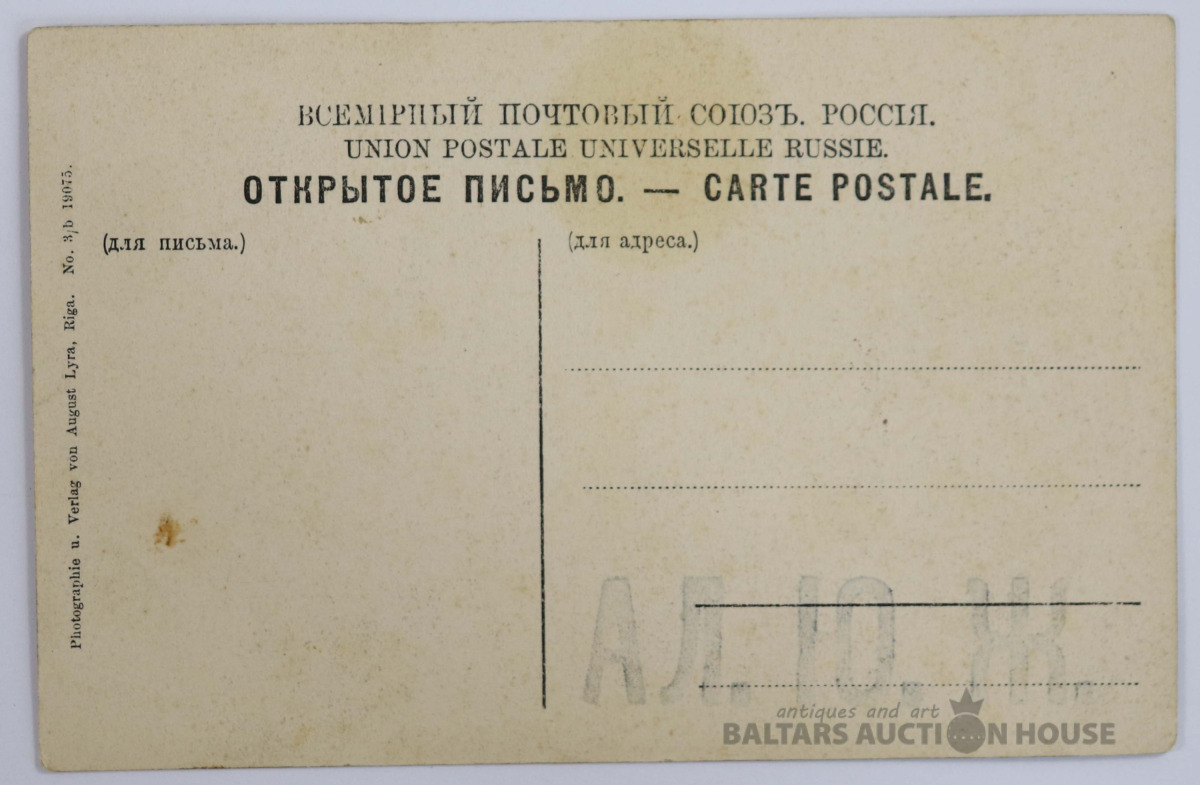 ВСЕМІРНЫЙ ПОЧТОВЫЙ СОЮЗЪ. РОССІЯ.
UNION POSTALE UNIVERSELLE RUSSIE.
ОТКРЫТОЕ ПИСЬМО. — CARTE POSTALE.
(для письма.)
(для адреса.)
Photographie u. Verlag von August Lyra, Riga. No. 3/b 19075.
antiques and art
BALTARS AUCTION HOUSE